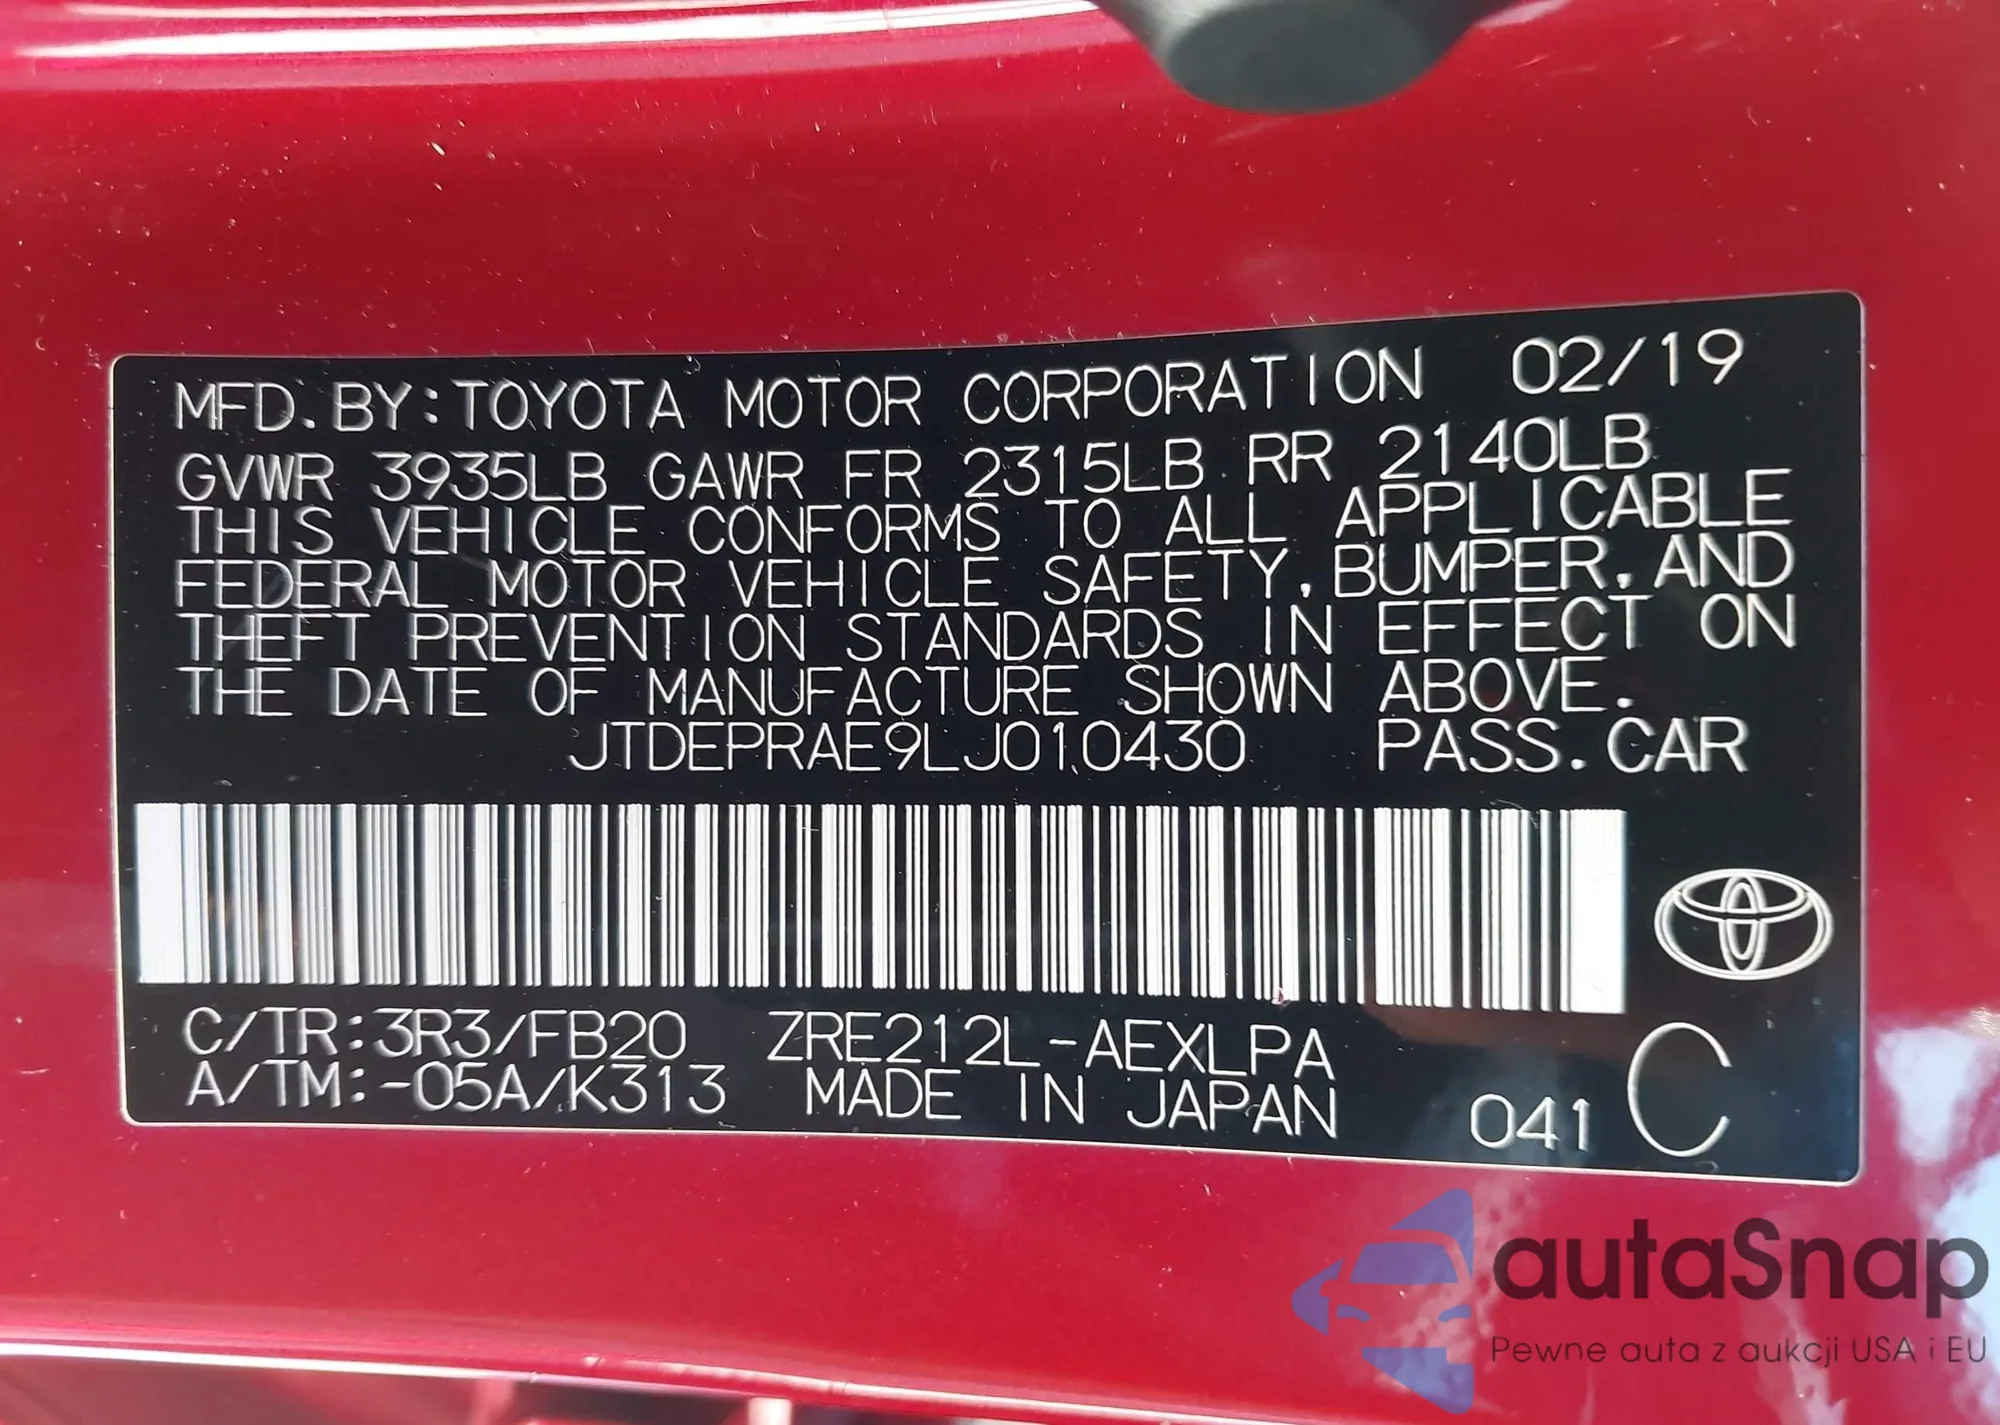 MFD. BY: TOYOTA MOTOR CORPORATION 02/19
GVWR 3935LB GAWR FR 2315LB RR 2140LB
THIS VEHICLE CONFORMS TO ALL APPLICABLE
FEDERAL MOTOR VEHICLE SAFETY, BUMPER, AND
THEFT PREVENTION STANDARDS IN EFFECT ON
THE DATE OF MANUFACTURE SHOWN ABOVE.
JTDEPRAE9LJ010430 PASS. CAR
C/TR: 3R3/FB20 ZRE212L-AEXLPA
A/TM: -05A/K313 MADE IN JAPAN 041 C
autaSnap
Pewne auta z aukcji USA i EU